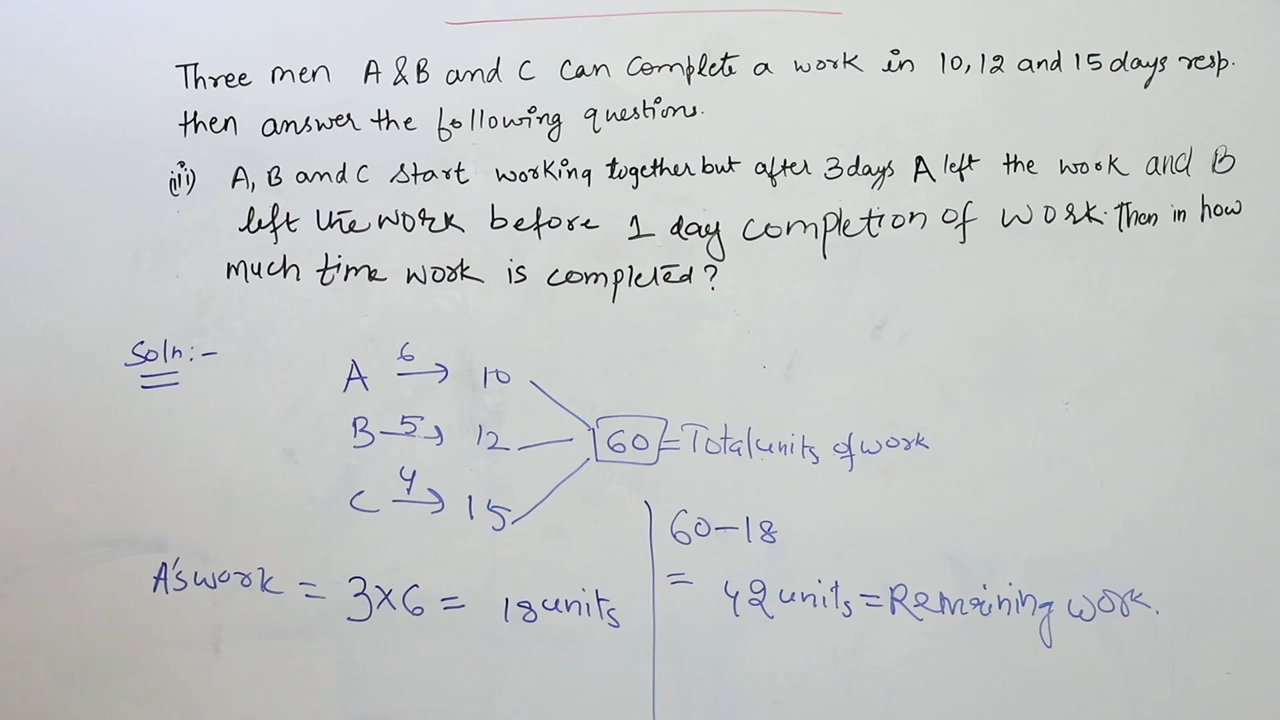 Three men A & B and C can complete a work in 10, 12 and 15 days resp.
then answer the following questions.
(ii) A, B and C start working together but after 3 days A left the work and B
left the work before 1 day completion of work. Then in how
much time work is completed?
Soln:-
A 6→ 10
B 5→ 12
60 = Total units of work
C 4→ 15
A's work = 3×6 = 18 units
60-18
= 42 units = Remaining work.